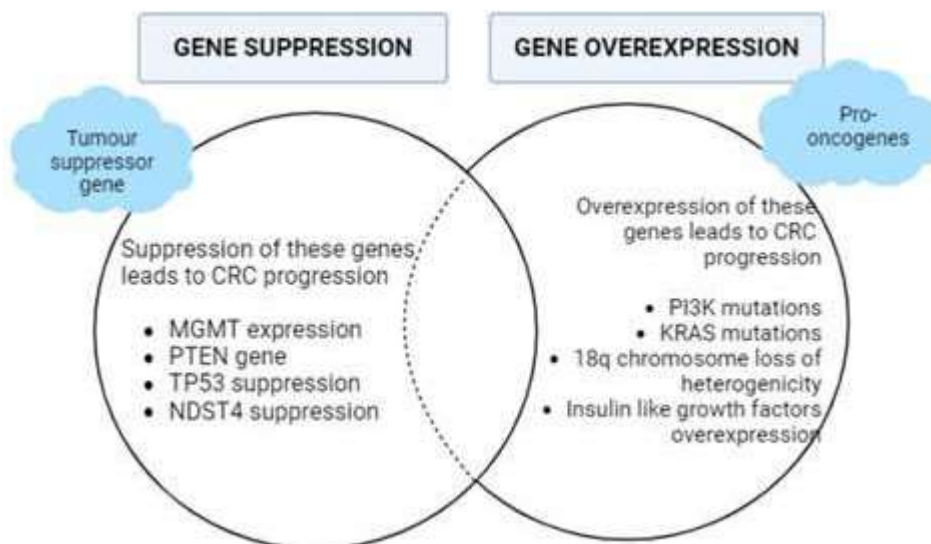 GENE SUPPRESSION
GENE OVEREXPRESSION
Tumour
suppressor
gene
Pro-
oncogenes
Suppression of these genes
leads to CRC progression
• MGMT expression
• PTEN gene
• TP53 suppression
• NDST4 suppression
Overexpression of these
genes leads to CRC
progression
• PI3K mutations
• KRAS mutations
• 18q chromosome loss of
heterogenicity
• Insulin like growth factors
overexpression